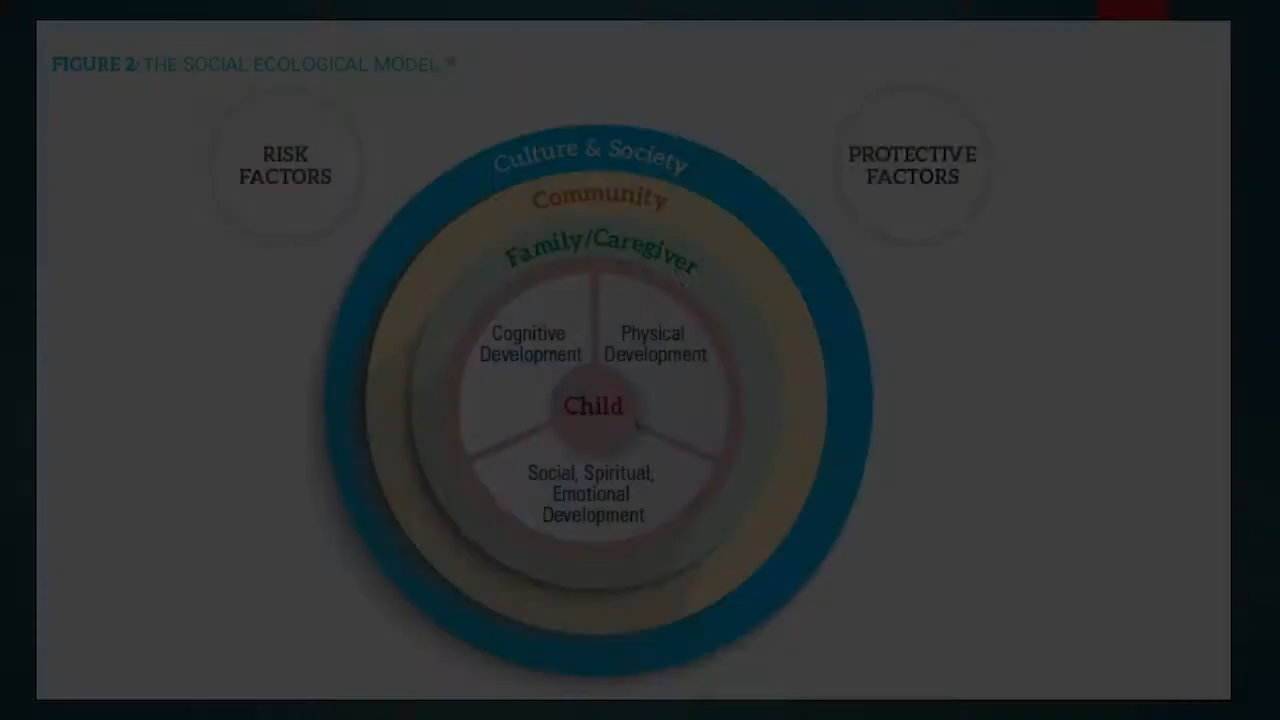 FIGURE 2: THE SOCIAL ECOLOGICAL MODEL
RISK
FACTORS
PROTECTIVE
FACTORS
Culture & Society
Community
Family/Caregiver
Cognitive
Development
Physical
Development
Child
Social, Spiritual,
Emotional
Development